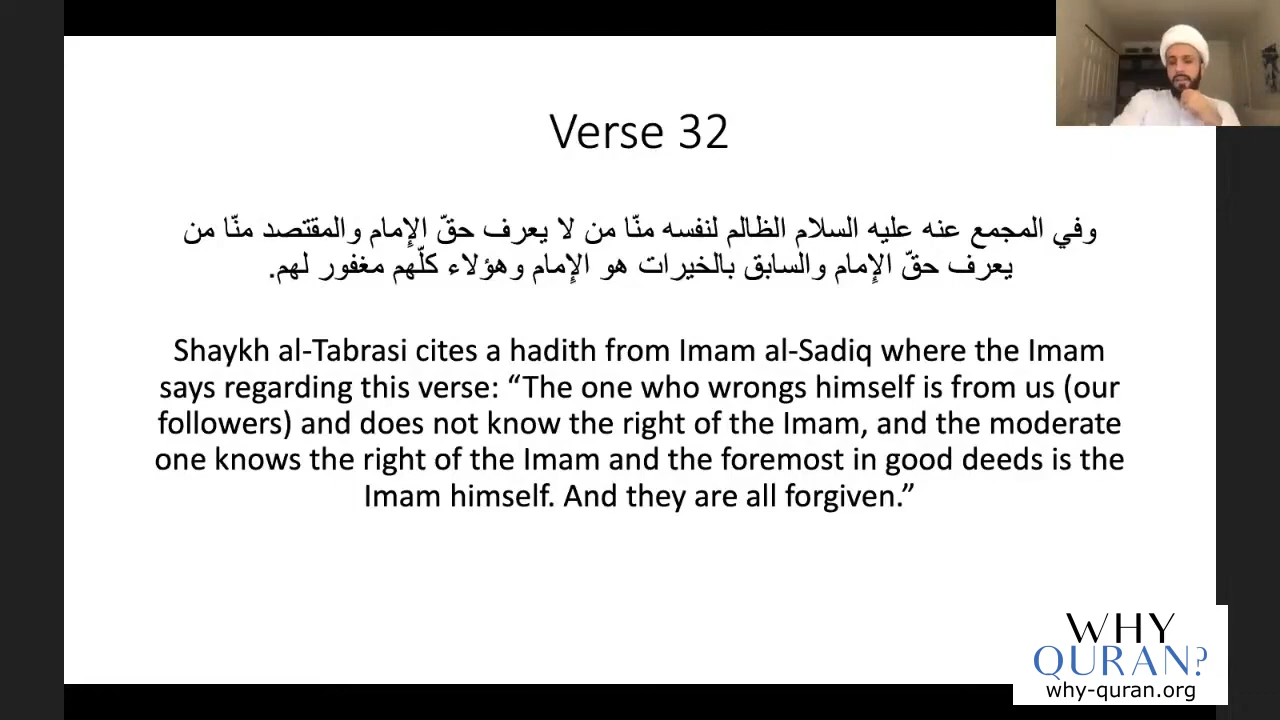 Verse 32
وفي المجمع عنه عليه السلام الظالم لنفسه منّا من لا يعرف حقّ الإمام والمقتصد منّا من
يعرف حقّ الإمام والسابق بالخيرات هو الإمام وهؤلاء كلّهم مغفور لهم.
Shaykh al-Tabrasi cites a hadith from Imam al-Sadiq where the Imam
says regarding this verse: “The one who wrongs himself is from us (our
followers) and does not know the right of the Imam, and the moderate
one knows the right of the Imam and the foremost in good deeds is the
Imam himself. And they are all forgiven.”
WHY
QURAN?
why-quran.org